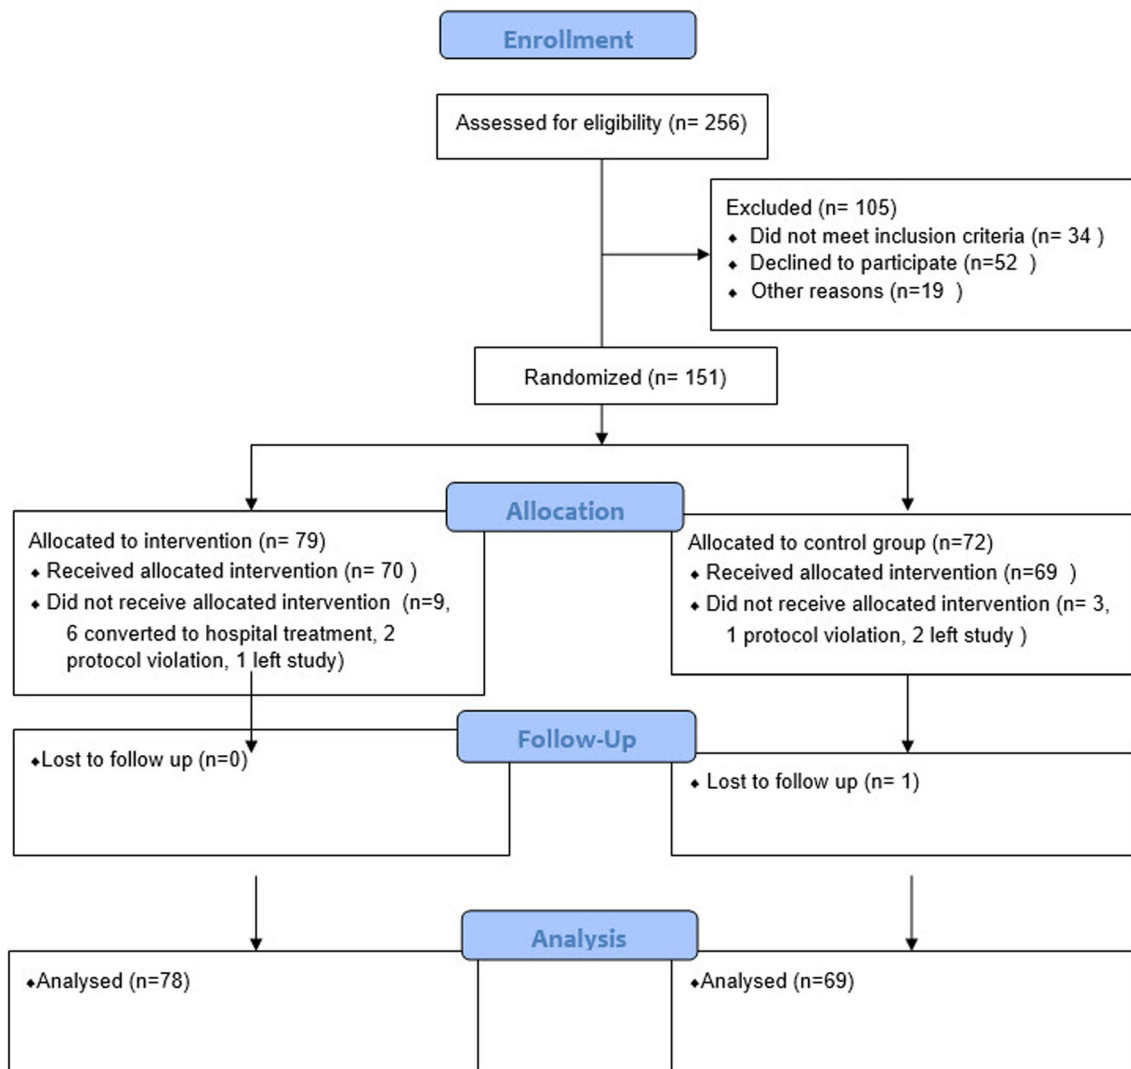 Enrollment
Assessed for eligibility (n= 256)
Excluded (n= 105)
⬥ Did not meet inclusion criteria (n= 34 )
⬥ Declined to participate (n=52 )
⬥ Other reasons (n=19 )
Randomized (n= 151)
Allocation
Allocated to intervention (n= 79)
⬥ Received allocated intervention (n= 70 )
⬥ Did not receive allocated intervention (n=9,
6 converted to hospital treatment, 2
protocol violation, 1 left study)
Allocated to control group (n=72)
⬥ Received allocated intervention (n=69 )
⬥ Did not receive allocated intervention (n= 3,
1 protocol violation, 2 left study )
Follow-Up
⬥Lost to follow up (n=0)
⬥ Lost to follow up (n= 1)
Analysis
⬥Analysed (n=78)
⬥Analysed (n=69)